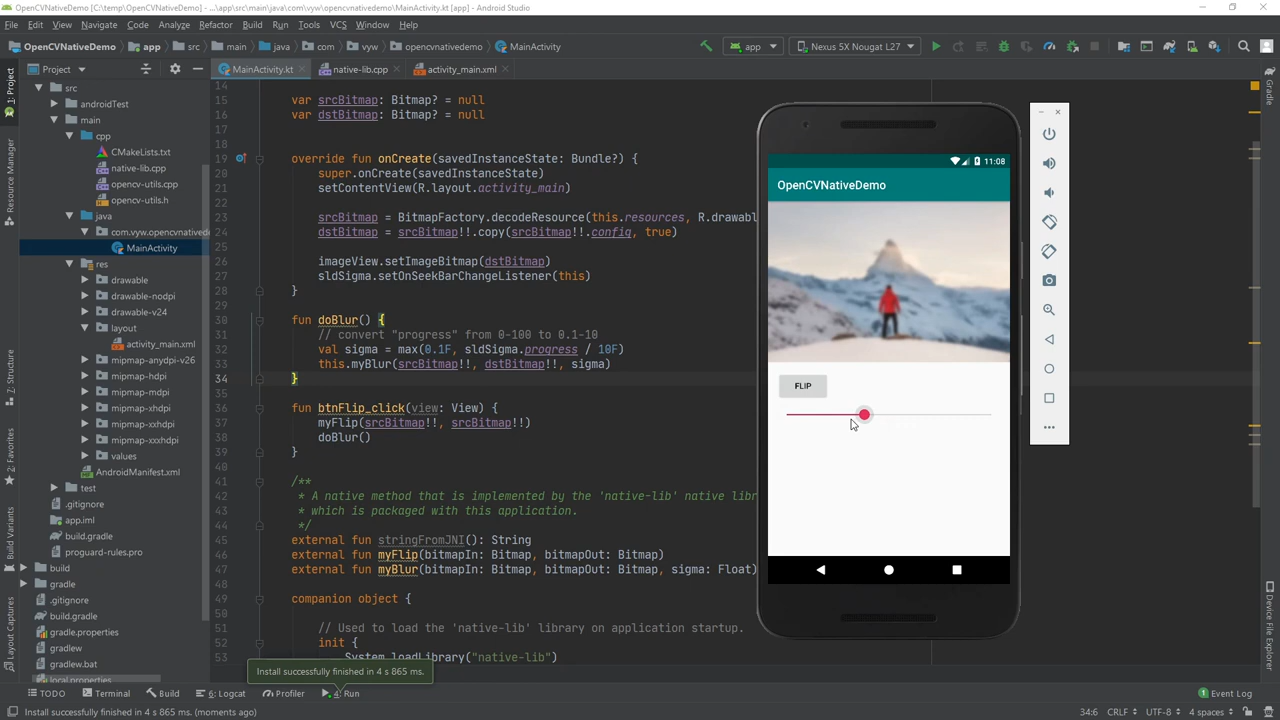 OpenCVNativeDemo [C:\temp\OpenCVNativeDemo] - ...\app\src\main\java\com\vyw\opencvnativedemo\MainActivity.kt [app] - Android Studio
File Edit View Navigate Code Analyze Refactor Build Run Tools VCS Window Help
OpenCVNativeDemo app src main java com vyw opencvnativedemo MainActivity app Nexus 5X Nougat L27
Project MainActivity.kt native-lib.cpp activity_main.xml
1: Project
Resource Manager
7: Structure
2: Favorites
Build Variants
Layout Captures
src
androidTest
main
cpp
CMakeLists.txt
native-lib.cpp
opencv-utils.cpp
opencv-utils.h
java
com.vyw.opencvnatived
MainActivity
res
drawable
drawable-nodpi
drawable-v24
layout
activity_main.xml
mipmap-anydpi-v26
mipmap-hdpi
mipmap-mdpi
mipmap-xhdpi
mipmap-xxhdpi
mipmap-xxxhdpi
values
AndroidManifest.xml
test
.gitignore
app.iml
build.gradle
proguard-rules.pro
build
gradle
.gitignore
build.gradle
gradle.properties
gradlew
gradlew.bat
local.properties
14
15 var srcBitmap: Bitmap? = null
16 var dstBitmap: Bitmap? = null
17
18
19 override fun onCreate(savedInstanceState: Bundle?) {
20 super.onCreate(savedInstanceState)
21 setContentView(R.layout.activity_main)
22
23 srcBitmap = BitmapFactory.decodeResource(this.resources, R.drawab
24 dstBitmap = srcBitmap!!.copy(srcBitmap!!.config, true)
25
26 imageView.setImageBitmap(dstBitmap)
27 sldSigma.setOnSeekBarChangeListener(this)
28 }
29
30 fun doBlur() {
31 // convert "progress" from 0-100 to 0.1-10
32 val sigma = max(0.1F, sldSigma.progress / 10F)
33 this.myBlur(srcBitmap!!, dstBitmap!!, sigma)
34 }
35
36 fun btnFlip_click(view: View) {
37 myFlip(srcBitmap!!, srcBitmap!!)
38 doBlur()
39 }
40
41 /**
42 * A native method that is implemented by the 'native-lib' native libr
43 * which is packaged with this application.
44 */
45 external fun stringFromJNI(): String
46 external fun myFlip(bitmapIn: Bitmap, bitmapOut: Bitmap)
47 external fun myBlur(bitmapIn: Bitmap, bitmapOut: Bitmap, sigma: Float)
48
49 companion object {
50
51 // Used to load the 'native-lib' library on application startup.
52 init {
53 System.loadLibrary("native-lib")
11:08
OpenCVNativeDemo
FLIP
Gradle
Device File Explorer
Install successfully finished in 4 s 865 ms.
TODO Terminal Build 6: Logcat Profiler 4: Run Event Log
Install successfully finished in 4 s 865 ms. (moments ago) 34:6 CRLF UTF-8 4 spaces